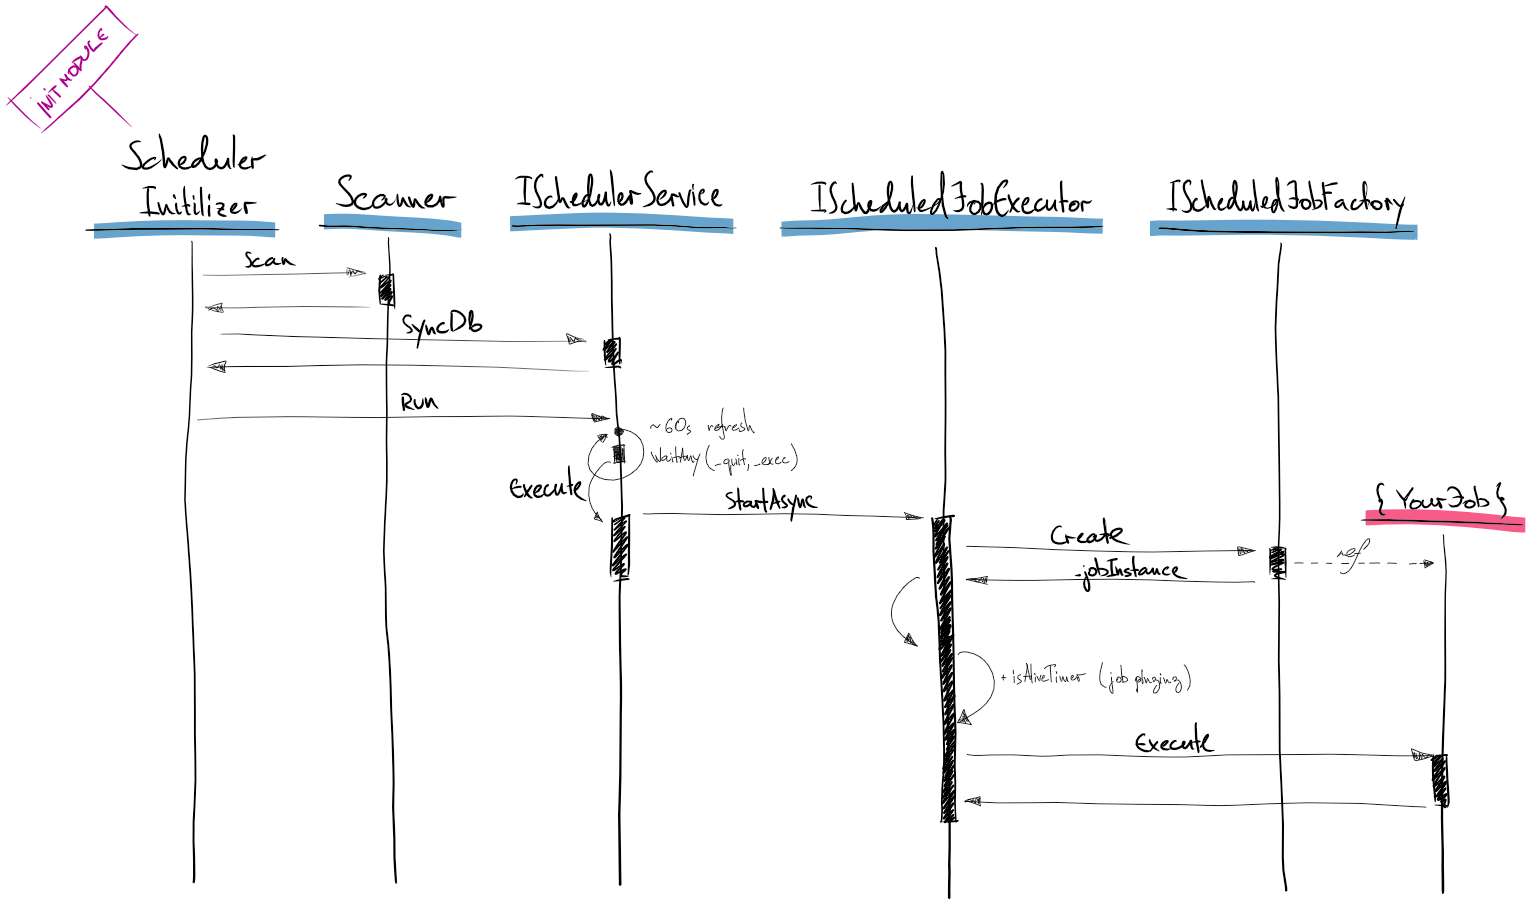 INIT MODULE
Scheduler
Initilizer
Scanner
ISchedulerService
IScheduledJobExecutor
IScheduledJobFactory
Scan
SyncDb
Run
~60s refresh
WaitAny(_quit,_exec)
Execute
StartAsync
{YourJob}
Create
ref
.jobInstance
+ isAliveTimer (job pinging)
Execute